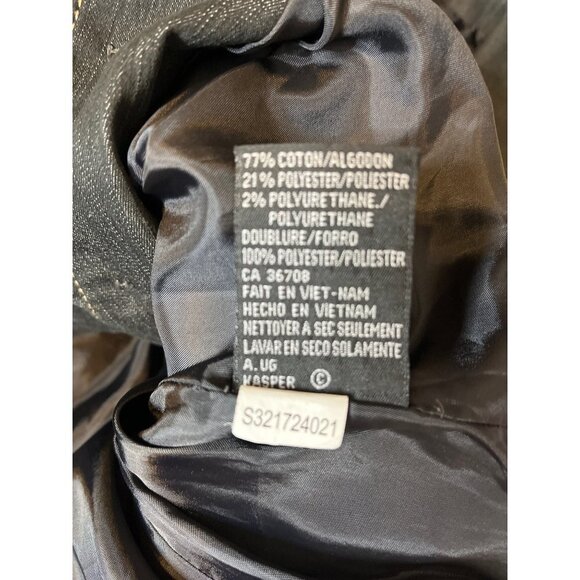 77% COTON/ALGODON
21% POLYESTER/POLIESTER
2% POLYURETHANE./
POLYURETHANE
DOUBLURE/FORRO
100% POLYESTER/POLIESTER
CA 36708
FAIT EN VIET-NAM
HECHO EN VIETNAM
NETTOYER A SEC SEULEMENT
LAVAR EN SECO SOLAMENTE
A.UG
KASPER ©
S321724021